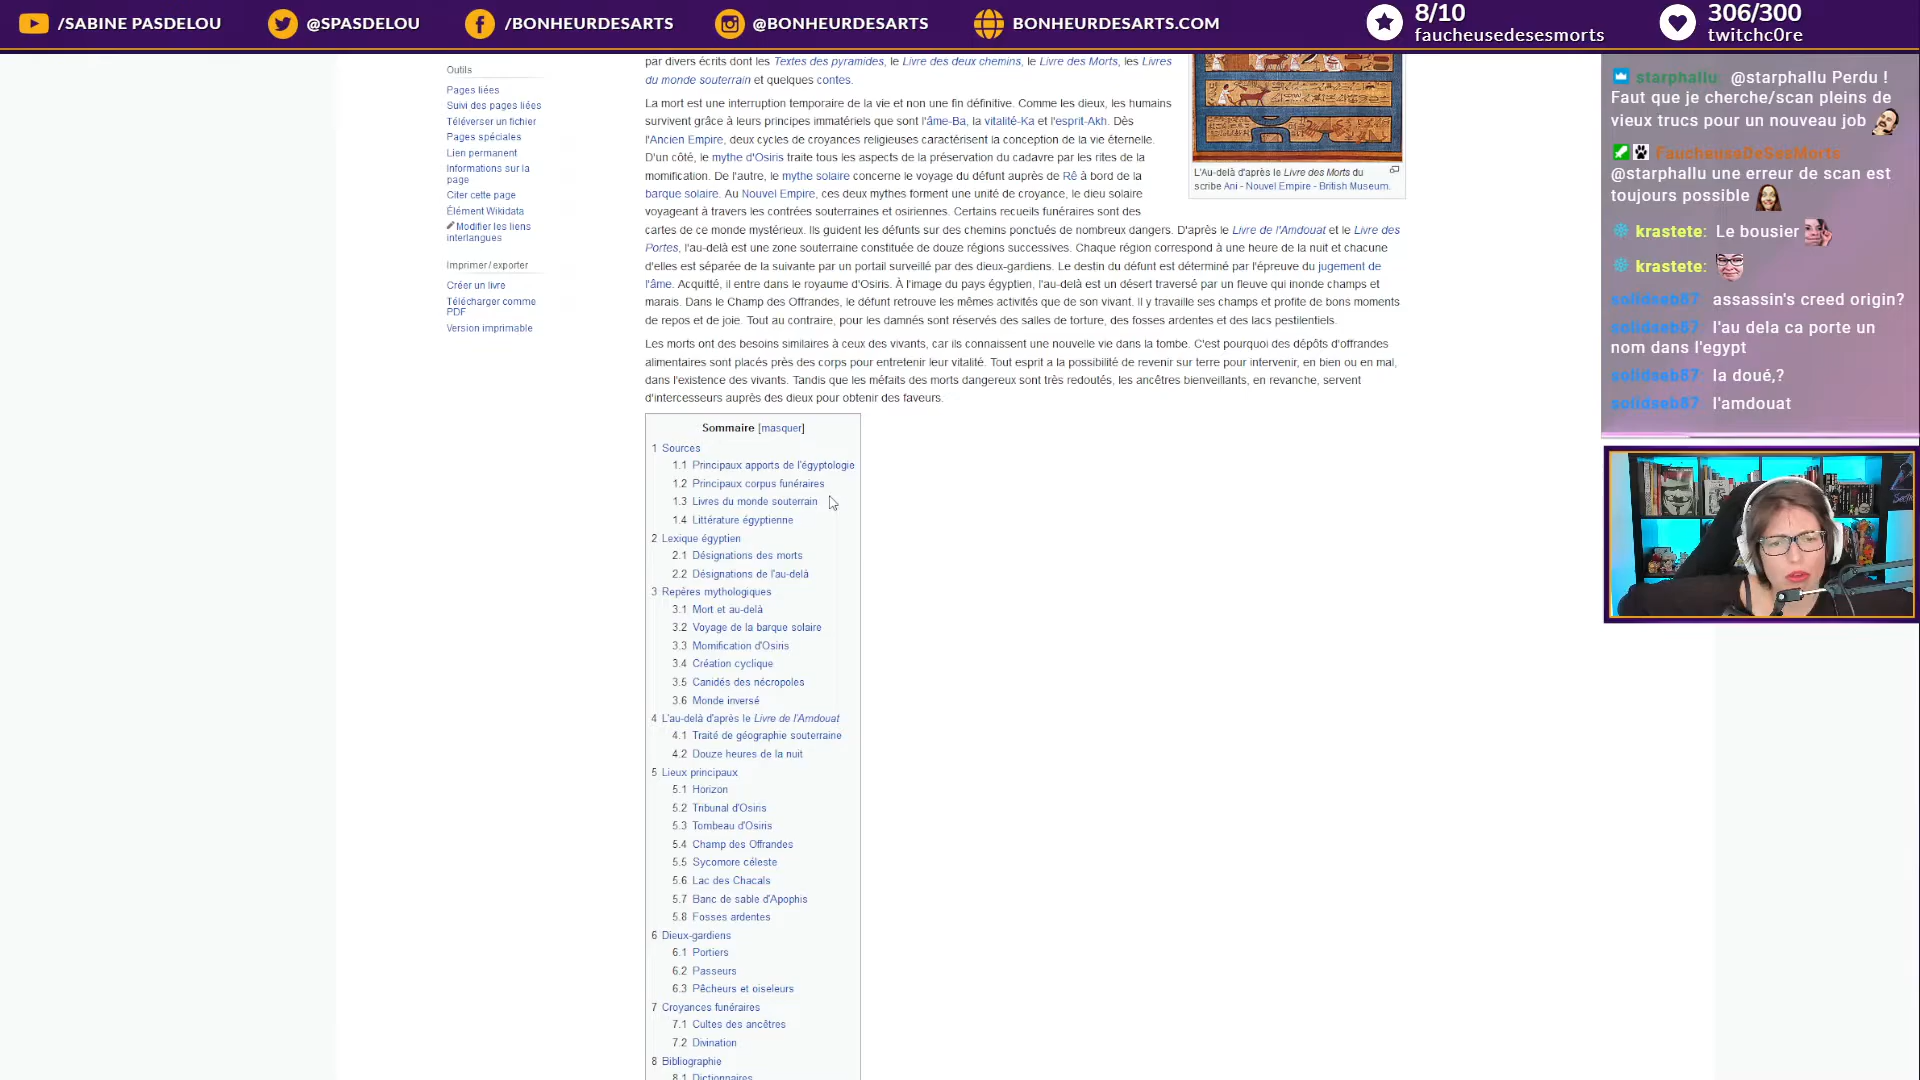 /SABINE PASDELOU @SPASDELOU /BONHEURDESARTS @BONHEURDESARTS BONHEURDESARTS.COM
8/10
faucheusedesesmorts
306/300
twitchc0re
Outils
Pages liées
Suivi des pages liées
Téléverser un fichier
Pages spéciales
Lien permanent
Informations sur la
page
Citer cette page
Élément Wikidata
Modifier les liens
interlangues
Imprimer / exporter
Créer un livre
Télécharger comme
PDF
Version imprimable
par divers écrits dont les Textes des pyramides, le Livre des deux chemins, le Livre des Morts, les Livres
du monde souterrain et quelques contes.
La mort est une interruption temporaire de la vie et non une fin définitive. Comme les dieux, les humains
survivent grâce à leurs principes immatériels que sont l'âme-Ba, la vitalité-Ka et l'esprit-Akh. Dès
l'Ancien Empire, deux cycles de croyances religieuses caractérisent la conception de la vie éternelle.
D'un côté, le mythe d'Osiris traite tous les aspects de la préservation du cadavre par les rites de la
momification. De l'autre, le mythe solaire concerne le voyage du défunt auprès de Rê à bord de la
barque solaire. Au Nouvel Empire, ces deux mythes forment une unité de croyance, le dieu solaire
voyageant à travers les contrées souterraines et osiriennes. Certains recueils funéraires sont des
cartes de ce monde mystérieux. Ils guident les défunts sur des chemins ponctués de nombreux dangers. D'après le Livre de l'Amdouat et le Livre des
Portes, l'au-delà est une zone souterraine constituée de douze régions successives. Chaque région correspond à une heure de la nuit et chacune
d'elles est séparée de la suivante par un portail surveillé par des dieux-gardiens. Le destin du défunt est déterminé par l'épreuve du jugement de
l'âme. Acquitté, il entre dans le royaume d'Osiris. À l'image du pays égyptien, l'au-delà est un désert traversé par un fleuve qui inonde champs et
marais. Dans le Champ des Offrandes, le défunt retrouve les mêmes activités que de son vivant. Il y travaille ses champs et profite de bons moments
de repos et de joie. Tout au contraire, pour les damnés sont réservés des salles de torture, des fosses ardentes et des lacs pestilentiels.
Les morts ont des besoins similaires à ceux des vivants, car ils connaissent une nouvelle vie dans la tombe. C'est pourquoi des dépôts d'offrandes
alimentaires sont placés près des corps pour entretenir leur vitalité. Tout esprit a la possibilité de revenir sur terre pour intervenir, en bien ou en mal,
dans l'existence des vivants. Tandis que les méfaits des morts dangereux sont très redoutés, les ancêtres bienveillants, en revanche, servent
d'intercesseurs auprès des dieux pour obtenir des faveurs.
L'Au-delà d'après le Livre des Morts du
scribe Ani - Nouvel Empire - British Museum.
Sommaire [masquer]
1 Sources
1.1 Principaux apports de l'égyptologie
1.2 Principaux corpus funéraires
1.3 Livres du monde souterrain
1.4 Littérature égyptienne
2 Lexique égyptien
2.1 Désignations des morts
2.2 Désignations de l'au-delà
3 Repères mythologiques
3.1 Mort et au-delà
3.2 Voyage de la barque solaire
3.3 Momification d'Osiris
3.4 Création cyclique
3.5 Canidés des nécropoles
3.6 Monde inversé
4 L'au-delà d'après le Livre de l'Amdouat
4.1 Traité de géographie souterraine
4.2 Douze heures de la nuit
5 Lieux principaux
5.1 Horizon
5.2 Tribunal d'Osiris
5.3 Tombeau d'Osiris
5.4 Champ des Offrandes
5.5 Sycomore céleste
5.6 Lac des Chacals
5.7 Banc de sable d'Apophis
5.8 Fosses ardentes
6 Dieux-gardiens
6.1 Portiers
6.2 Passeurs
6.3 Pêcheurs et oiseleurs
7 Croyances funéraires
7.1 Cultes des ancêtres
7.2 Divination
8 Bibliographie
8.1 Dictionnaires
starphallu @starphallu Perdu !
Faut que je cherche/scan pleins de
vieux trucs pour un nouveau job
FaucheuseDeSesMorts
@starphallu une erreur de scan est
toujours possible
krastete: Le bousier
krastete:
solidseb67 assassin's creed origin?
solidseb67 l'au dela ca porte un
nom dans l'egypt
solidseb67 la doué,?
solidseb67 l'amdouat